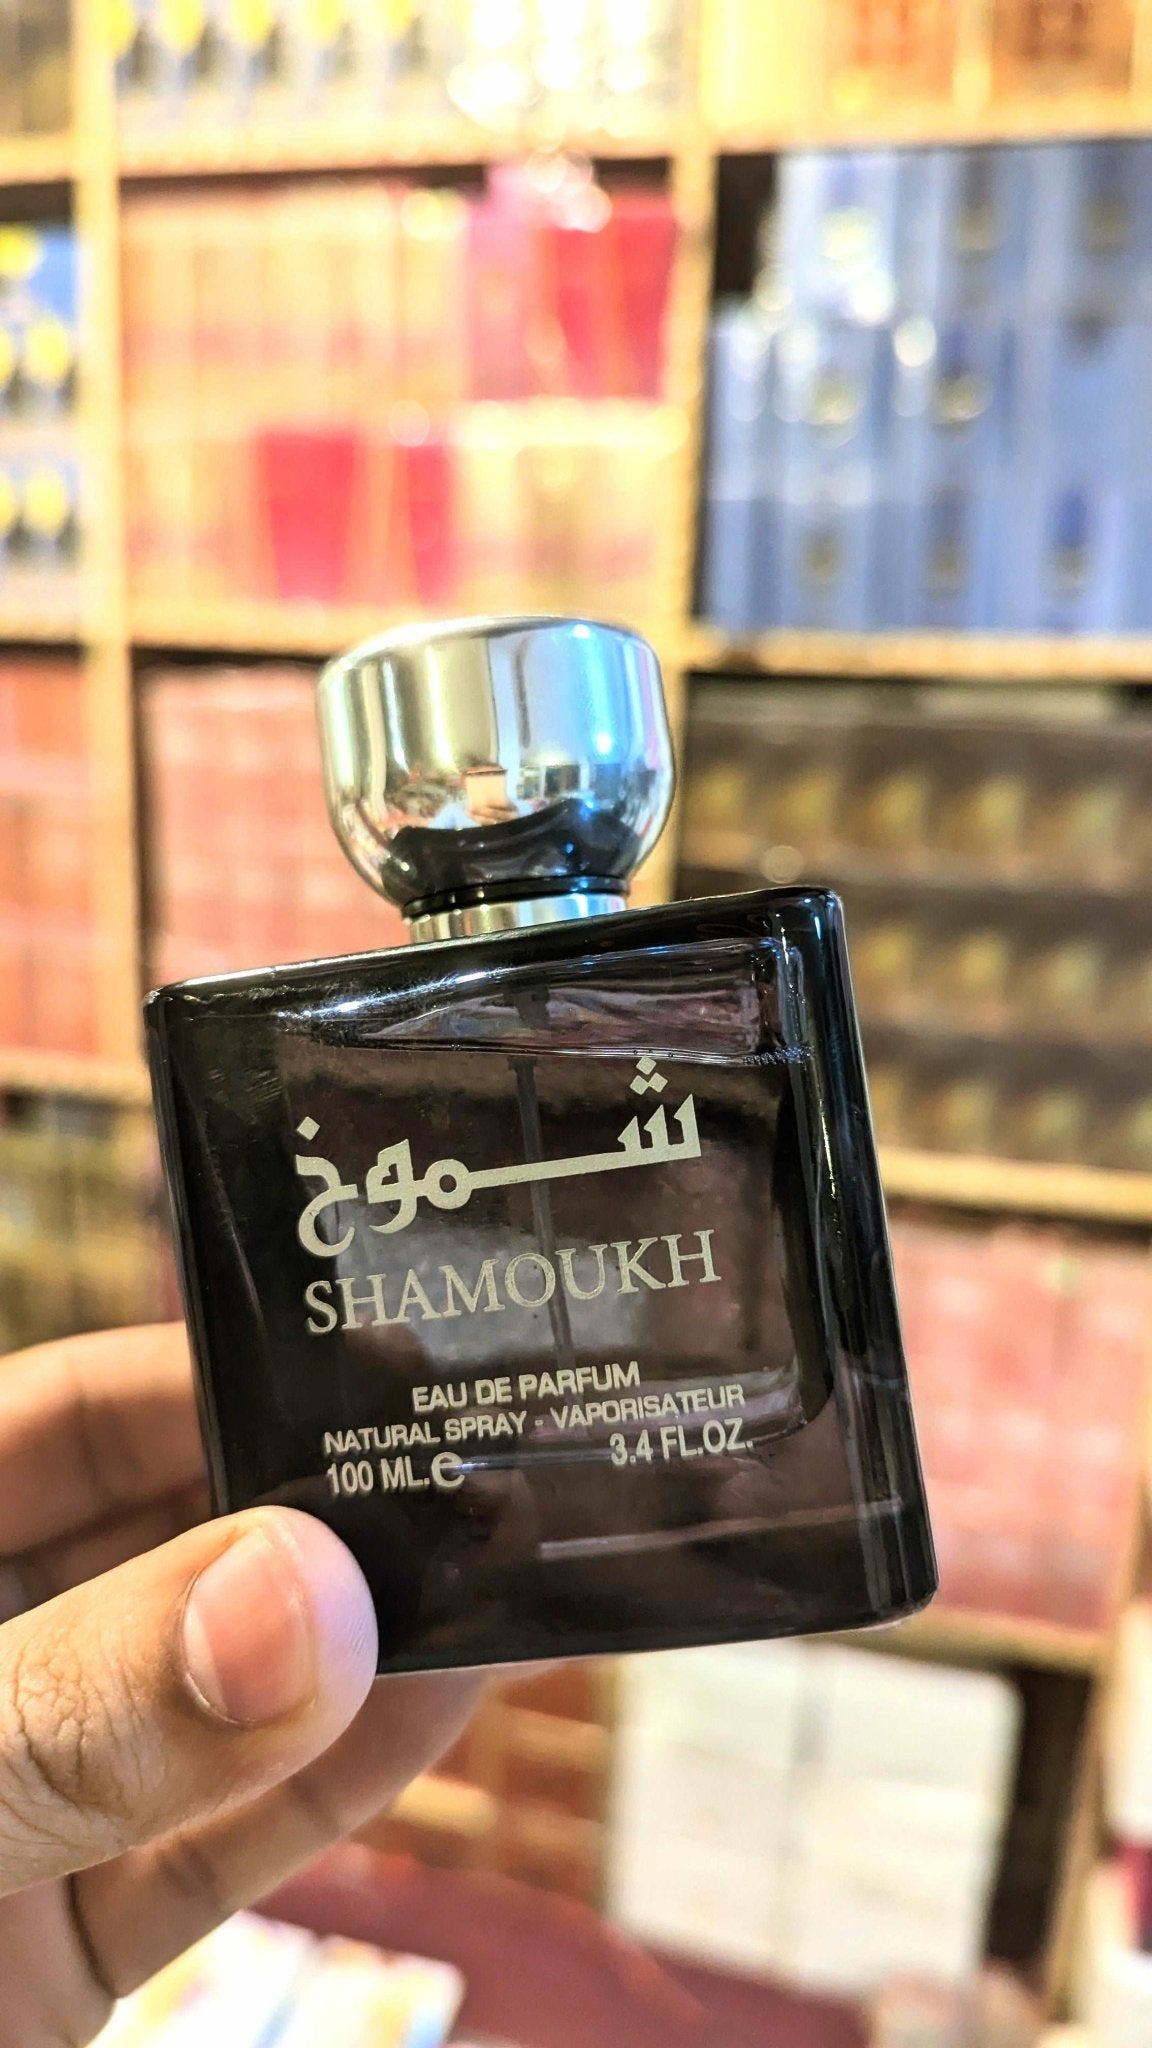 شموخ
SHAMOUKH
EAU DE PARFUM
NATURAL SPRAY - VAPORISATEUR
100 ML.e 3.4 FL.OZ.